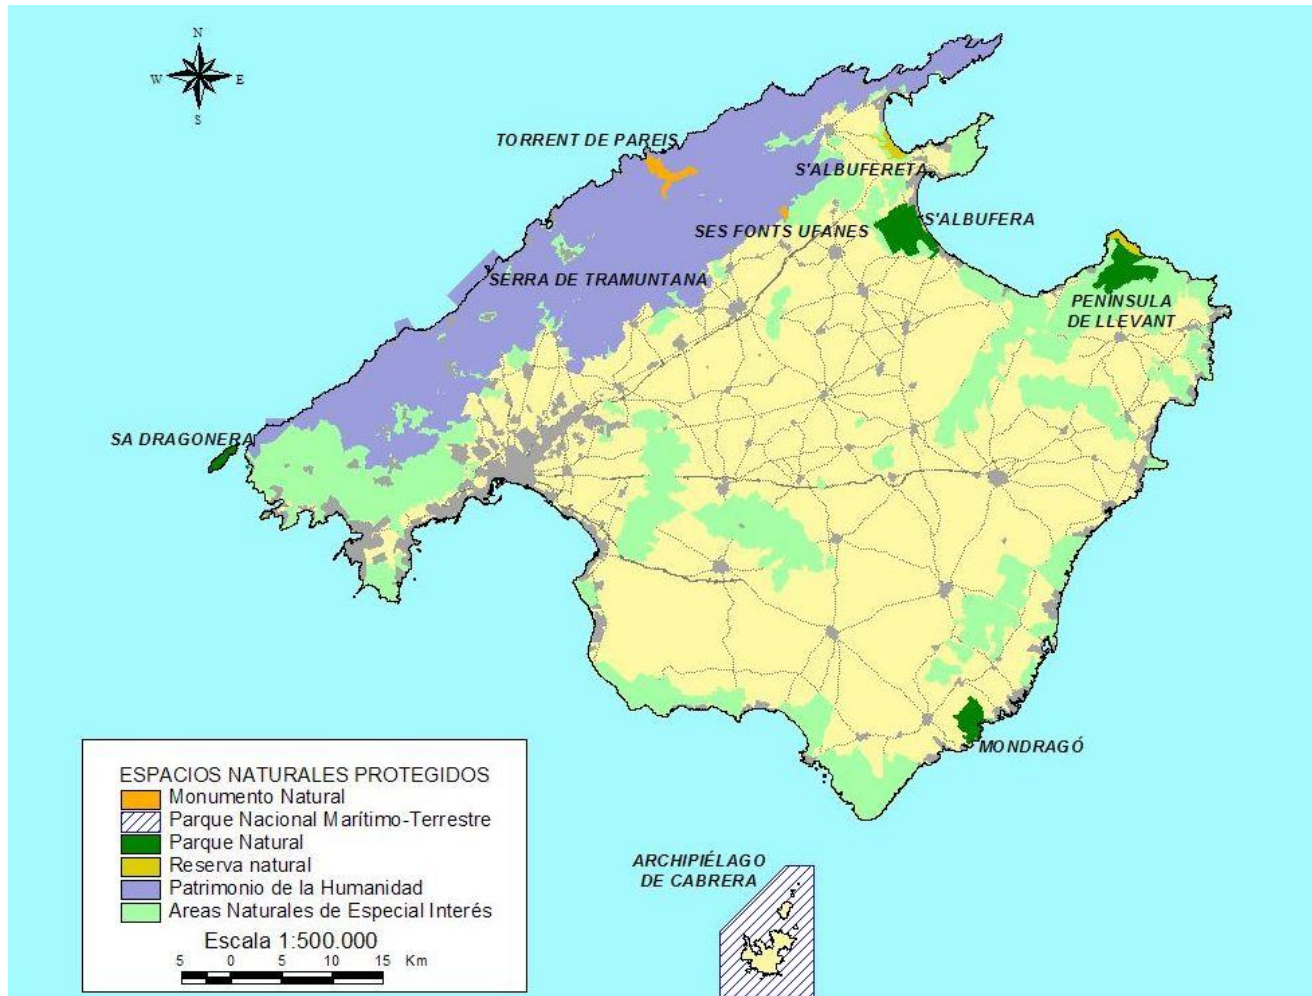 N
W E
S
TORRENT DE PAREIS
S'ALBUFERETA
S'ALBUFERA
SES FONTS UFANES
SERRA DE TRAMUNTANA
PENINSULA
DE LLEVANT
SA DRAGONERA
MONDRAGÓ
ARCHIPIÉLAGO
DE CABRERA
ESPACIOS NATURALES PROTEGIDOS
Monumento Natural
Parque Nacional Marítimo-Terrestre
Parque Natural
Reserva natural
Patrimonio de la Humanidad
Areas Naturales de Especial Interés
Escala 1:500.000
5 0 5 10 15 Km